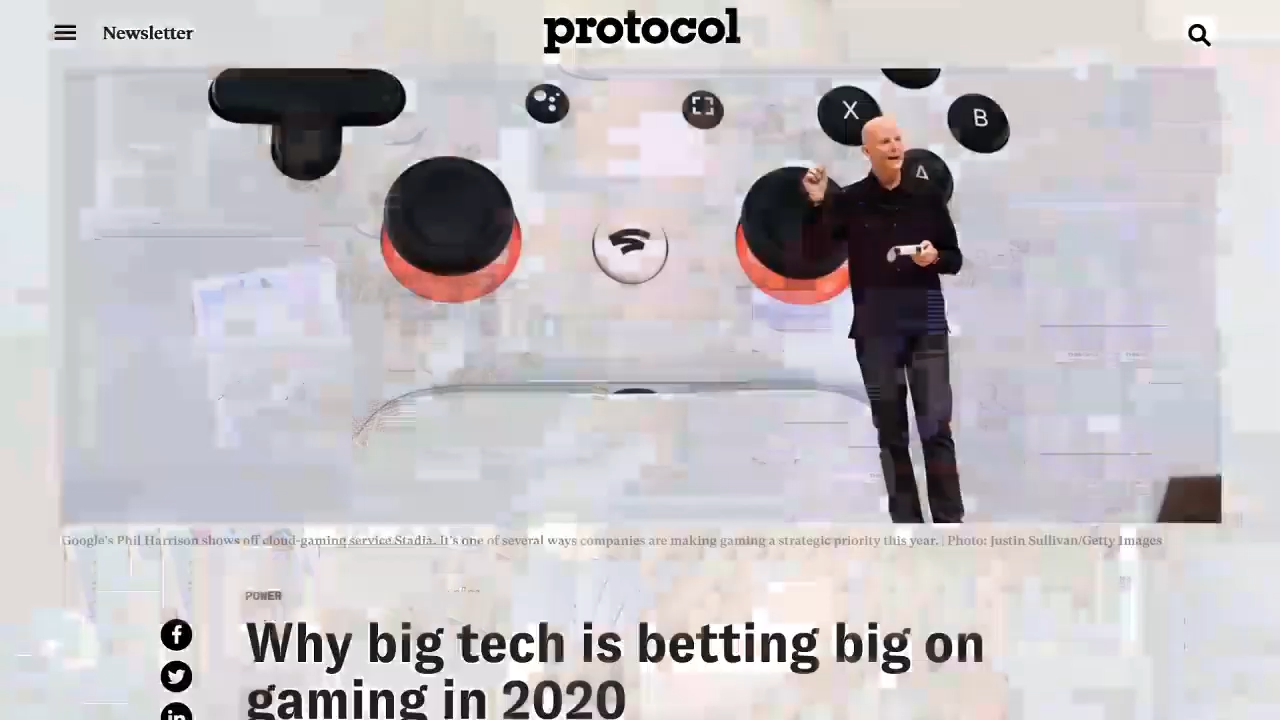 Newsletter
protocol
X
B
Google's Phil Harrison shows off cloud-gaming service Stadia. It's one of several ways companies are making gaming a strategic priority this year. | Photo: Justin Sullivan/Getty Images
POWER
Why big tech is betting big on
gaming in 2020